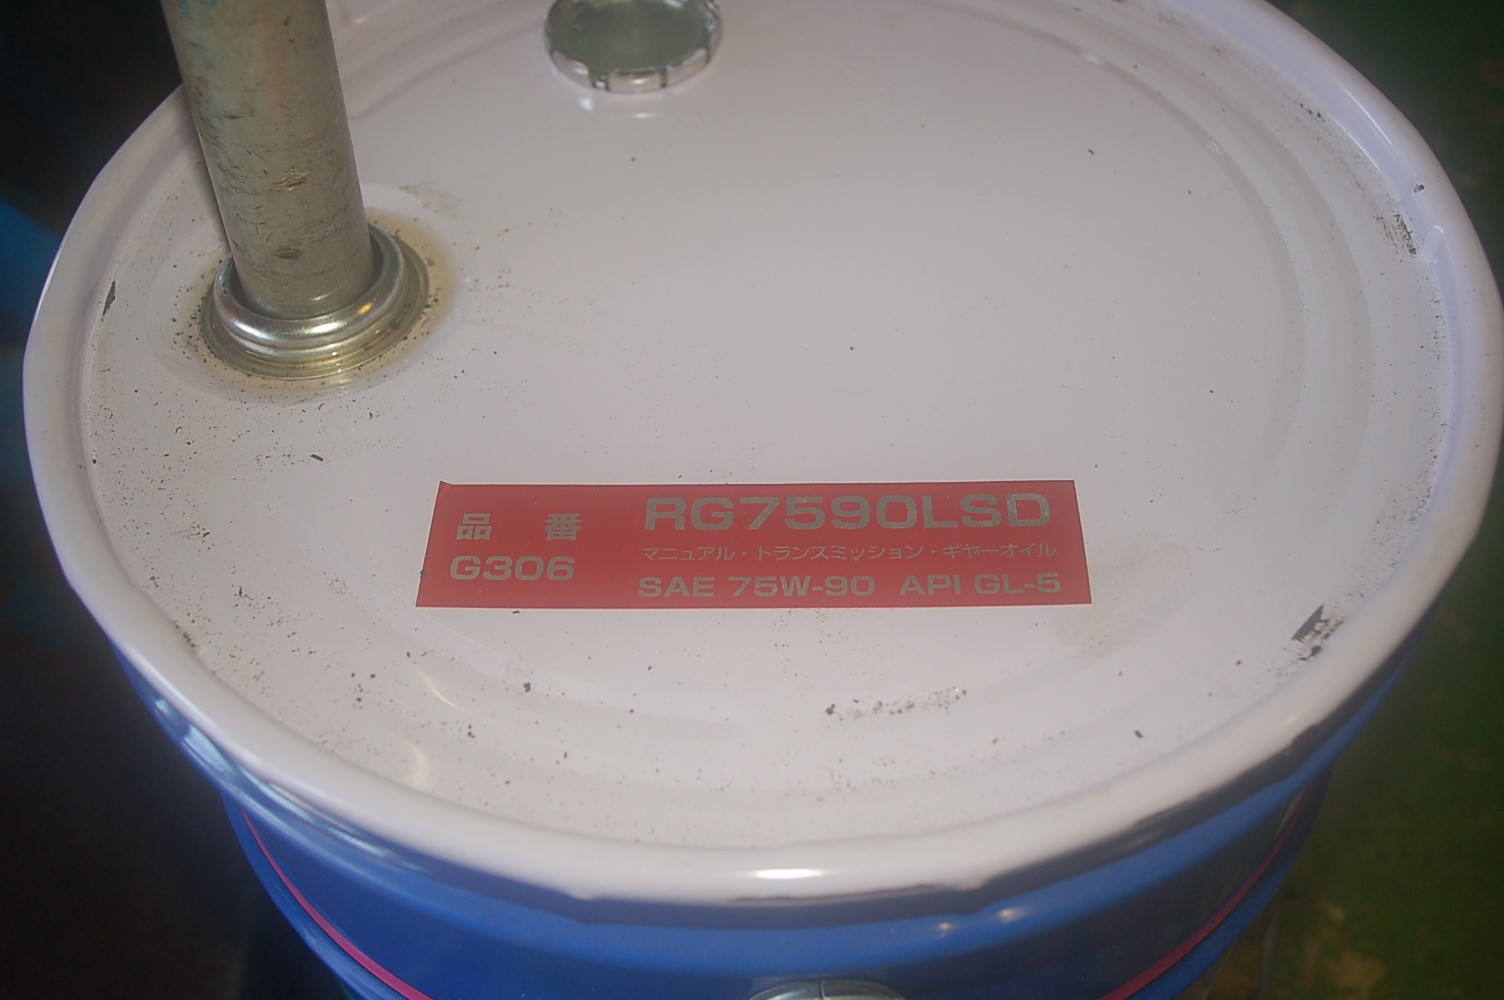 品 番
G306
RG7590LSD
マニュアル・トランスミッション・ギヤーオイル
SAE 75W-90 API GL-5